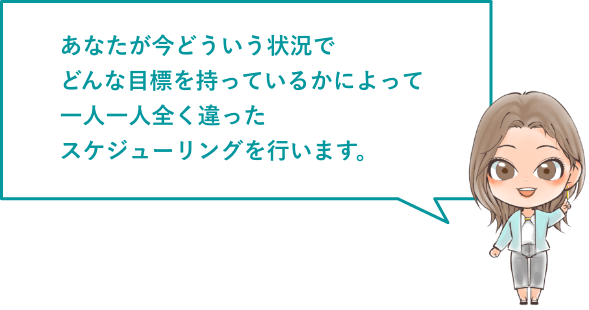 あなたが今どういう状況で
どんな目標を持っているかによって
一人一人全く違った
スケジューリングを行います。